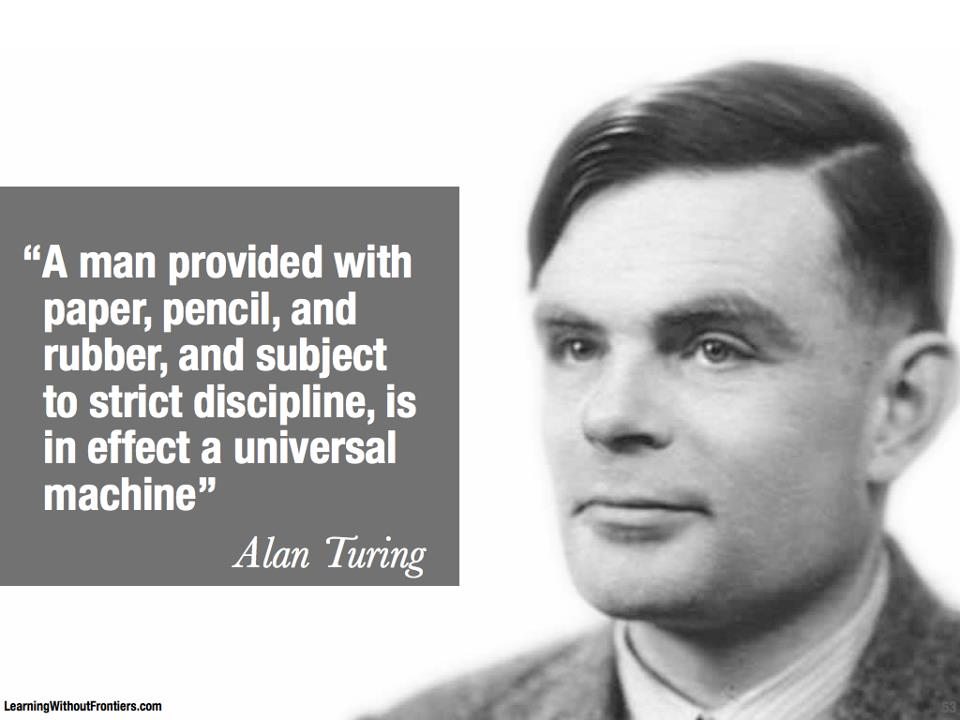 “A man provided with
paper, pencil, and
rubber, and subject
to strict discipline, is
in effect a universal
machine”
Alan Turing
LearningWithoutFrontiers.com
53